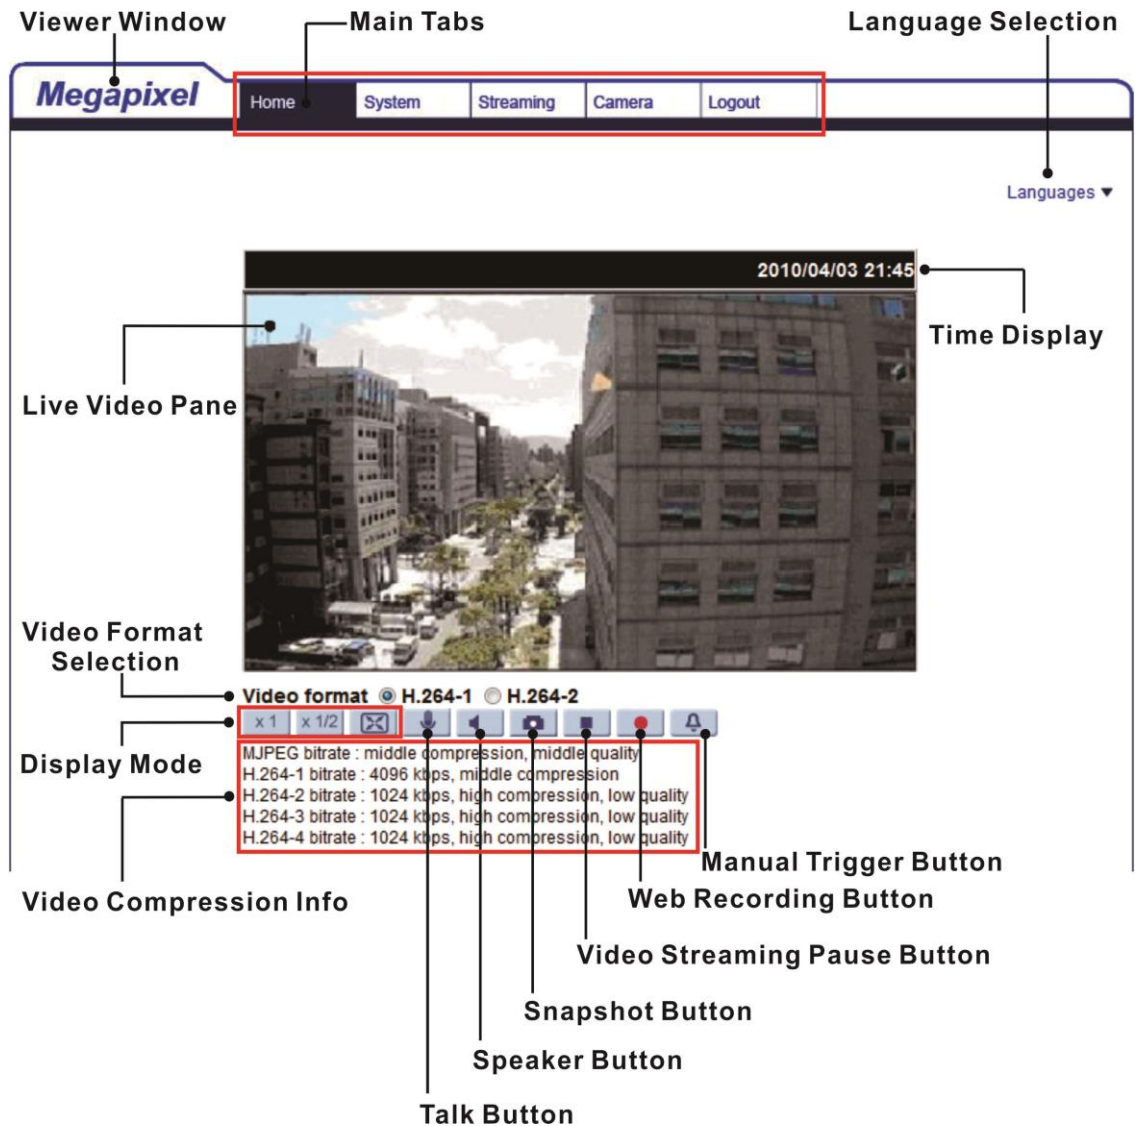 Viewer Window
Main Tabs
Language Selection
Megapixel
Home
System
Streaming
Camera
Logout
Languages ▼
2010/04/03 21:45
Time Display
Live Video Pane
Video Format
Selection
Video format H.264-1 H.264-2
x 1
x 1/2
Display Mode
MJPEG bitrate : middle compression, middle quality
H.264-1 bitrate : 4096 kbps, middle compression
H.264-2 bitrate : 1024 kbps, high compression, low quality
H.264-3 bitrate : 1024 kbps, high compression, low quality
H.264-4 bitrate : 1024 kbps, high compression, low quality
Manual Trigger Button
Video Compression Info
Web Recording Button
Video Streaming Pause Button
Snapshot Button
Speaker Button
Talk Button